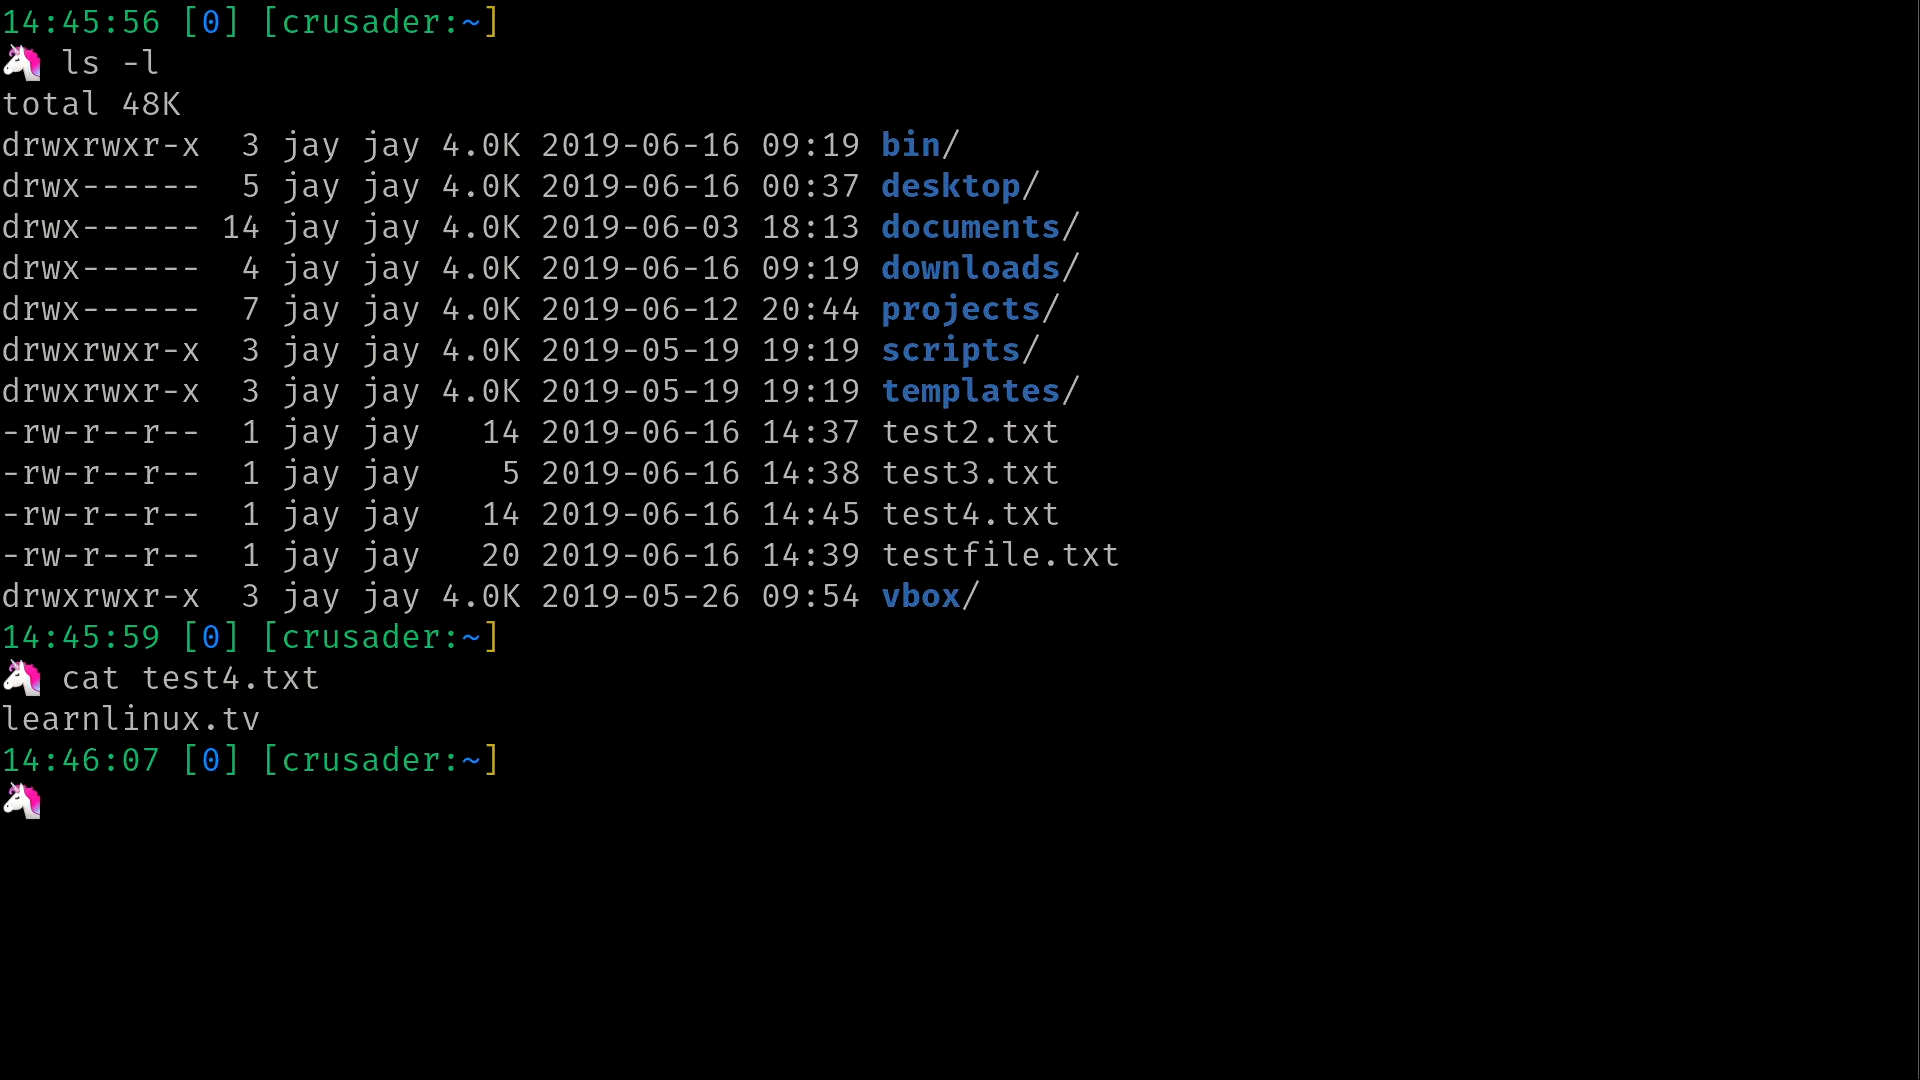 14:45:56 [0] [crusader:~]
🦄 ls -l
total 48K
drwxrwxr-x  3 jay jay 4.0K 2019-06-16 09:19 bin/
drwx------  5 jay jay 4.0K 2019-06-16 00:37 desktop/
drwx------ 14 jay jay 4.0K 2019-06-03 18:13 documents/
drwx------  4 jay jay 4.0K 2019-06-16 09:19 downloads/
drwx------  7 jay jay 4.0K 2019-06-12 20:44 projects/
drwxrwxr-x  3 jay jay 4.0K 2019-05-19 19:19 scripts/
drwxrwxr-x  3 jay jay 4.0K 2019-05-19 19:19 templates/
-rw-r--r--  1 jay jay   14 2019-06-16 14:37 test2.txt
-rw-r--r--  1 jay jay    5 2019-06-16 14:38 test3.txt
-rw-r--r--  1 jay jay   14 2019-06-16 14:45 test4.txt
-rw-r--r--  1 jay jay   20 2019-06-16 14:39 testfile.txt
drwxrwxr-x  3 jay jay 4.0K 2019-05-26 09:54 vbox/
14:45:59 [0] [crusader:~]
🦄 cat test4.txt
learnlinux.tv
14:46:07 [0] [crusader:~]
🦄